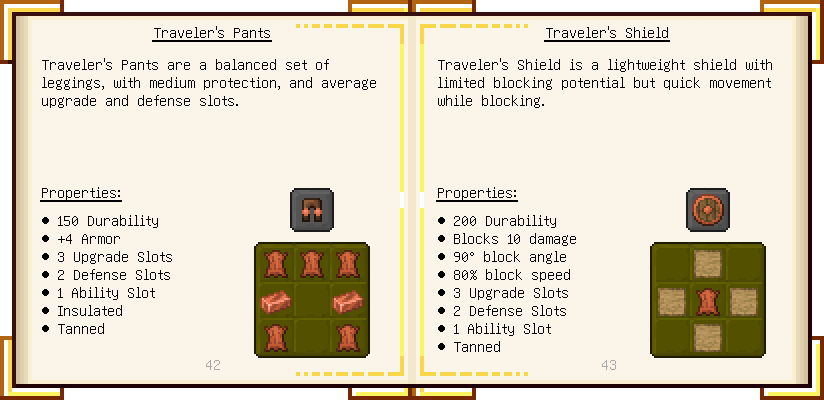 Traveler's Pants
Traveler's Pants are a balanced set of
leggings, with medium protection, and average
upgrade and defense slots.
Properties:
● 150 Durability
● +4 Armor
● 3 Upgrade Slots
● 2 Defense Slots
● 1 Ability Slot
● Insulated
● Tanned
42
Traveler's Shield
Traveler's Shield is a lightweight shield with
limited blocking potential but quick movement
while blocking.
Properties:
● 200 Durability
● Blocks 10 damage
● 90° block angle
● 80% block speed
● 3 Upgrade Slots
● 2 Defense Slots
● 1 Ability Slot
● Tanned
43